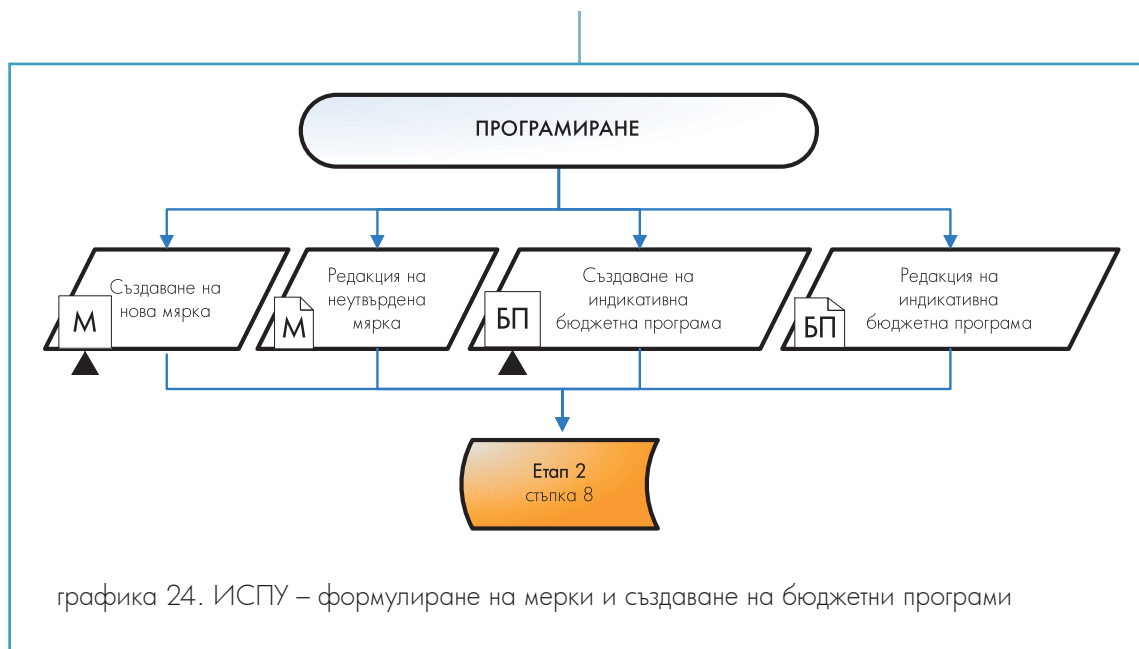 ПРОГРАМИРАНЕ
Създаване на
нова мярка
М
Редакция на
неутвърдена
мярка
М
Създаване на
индикативна
бюджетна програма
БП
Редакция на
индикативна
бюджетна програма
БП
Етап 2
стъпка 8
графика 24. ИСПУ – формулиране на мерки и създаване на бюджетни програми